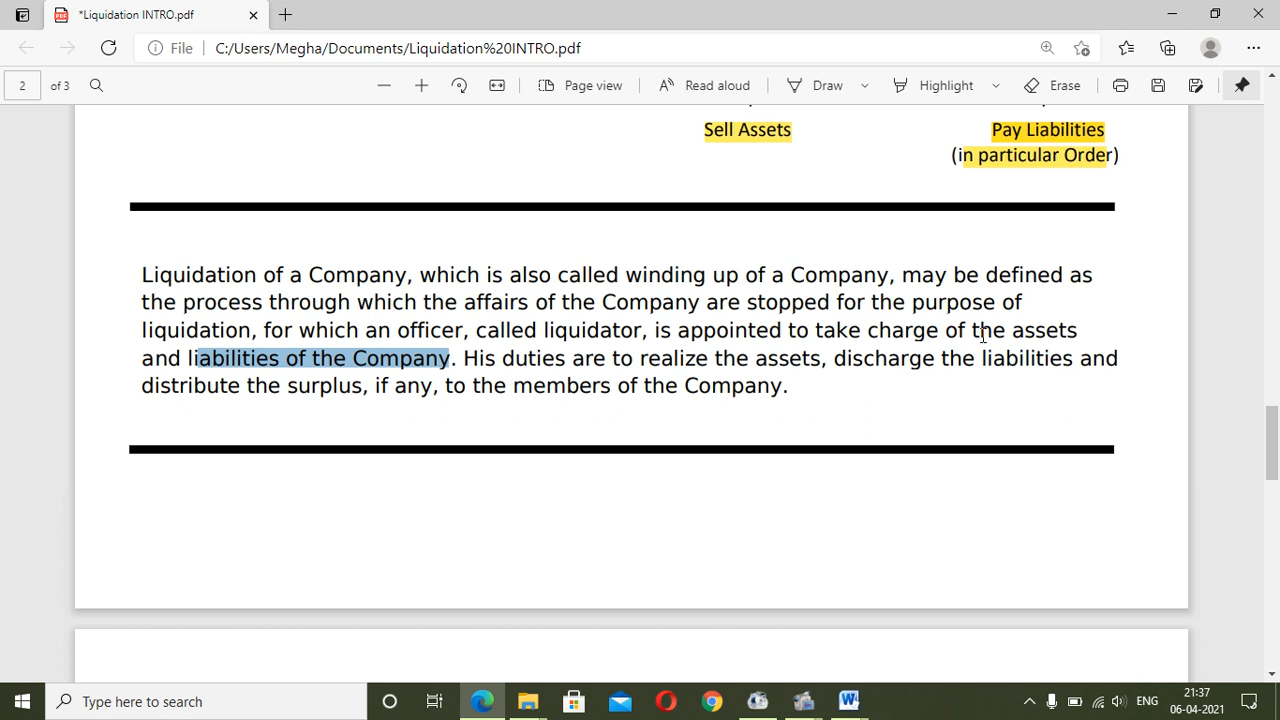 *Liquidation INTRO.pdf
File C:/Users/Megha/Documents/Liquidation%20INTRO.pdf
2 of 3 Page view Read aloud Draw Highlight Erase
Sell Assets Pay Liabilities
(in particular Order)
Liquidation of a Company, which is also called winding up of a Company, may be defined as
the process through which the affairs of the Company are stopped for the purpose of
liquidation, for which an officer, called liquidator, is appointed to take charge of the assets
and liabilities of the Company. His duties are to realize the assets, discharge the liabilities and
distribute the surplus, if any, to the members of the Company.
Type here to search ENG 21:37
06-04-2021